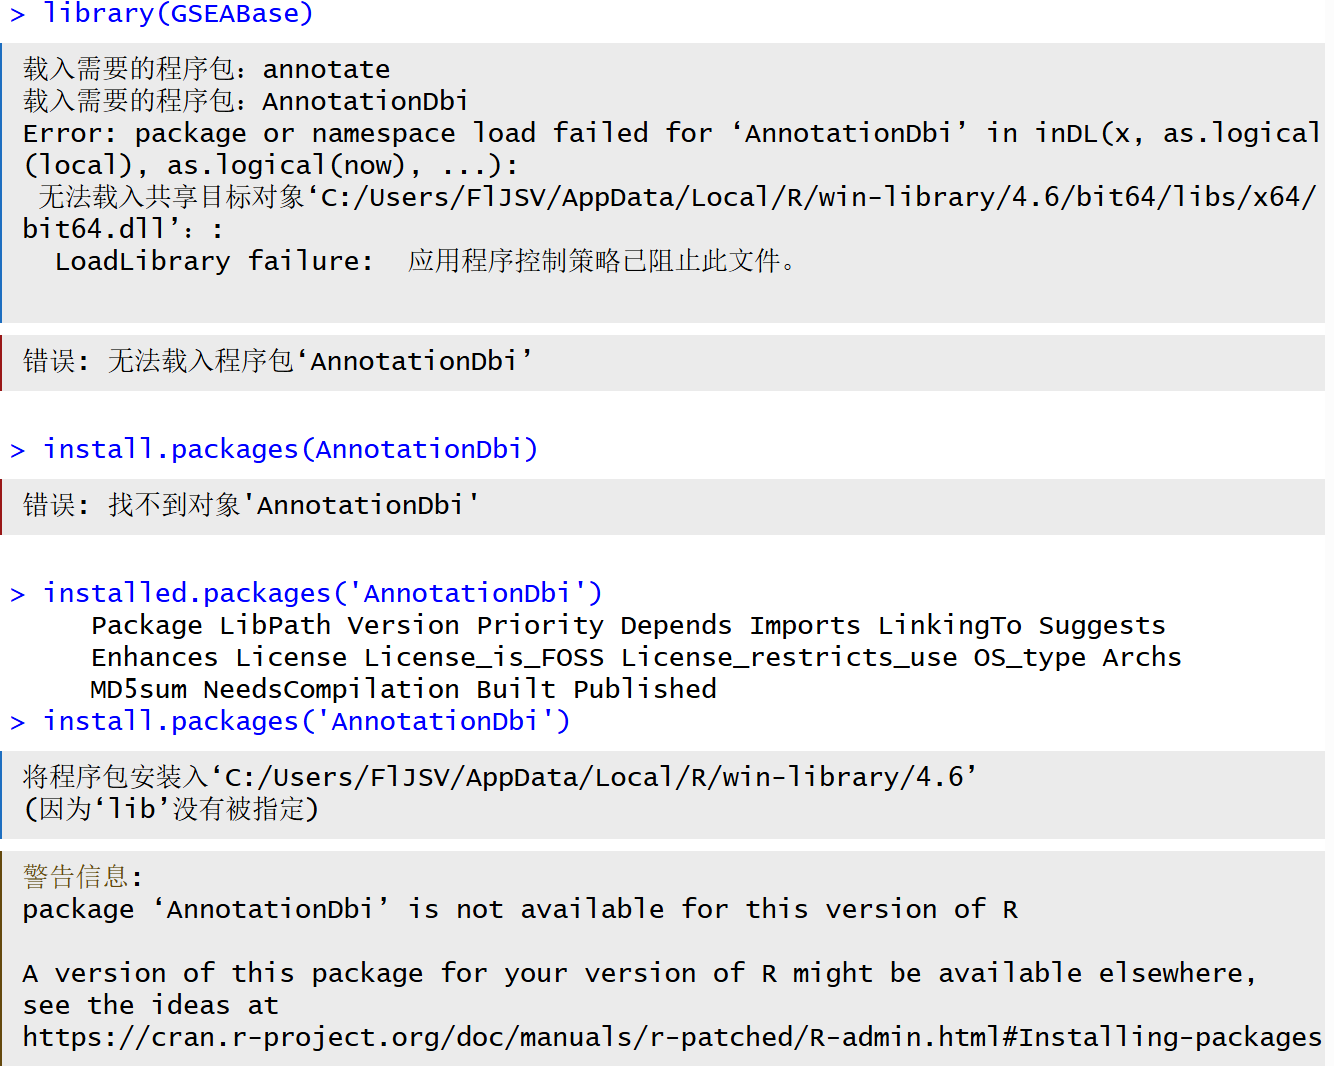 > library(GSEABase)
载入需要的程序包：annotate
载入需要的程序包：AnnotationDbi
Error: package or namespace load failed for ‘AnnotationDbi’ in inDL(x, as.logical
(local), as.logical(now), ...):
 无法载入共享目标对象‘C:/Users/FlJSV/AppData/Local/R/win-library/4.6/bit64/libs/x64/
bit64.dll’：:
  LoadLibrary failure:  应用程序控制策略已阻止此文件。
错误: 无法载入程序包‘AnnotationDbi’
> install.packages(AnnotationDbi)
错误: 找不到对象'AnnotationDbi'
> installed.packages('AnnotationDbi')
     Package LibPath Version Priority Depends Imports LinkingTo Suggests
     Enhances License License_is_FOSS License_restricts_use OS_type Archs
     MD5sum NeedsCompilation Built Published
> install.packages('AnnotationDbi')
将程序包安装入‘C:/Users/FlJSV/AppData/Local/R/win-library/4.6’
(因为‘lib’没有被指定)
警告信息:
package ‘AnnotationDbi’ is not available for this version of R
A version of this package for your version of R might be available elsewhere,
see the ideas at
https://cran.r-project.org/doc/manuals/r-patched/R-admin.html#Installing-packages